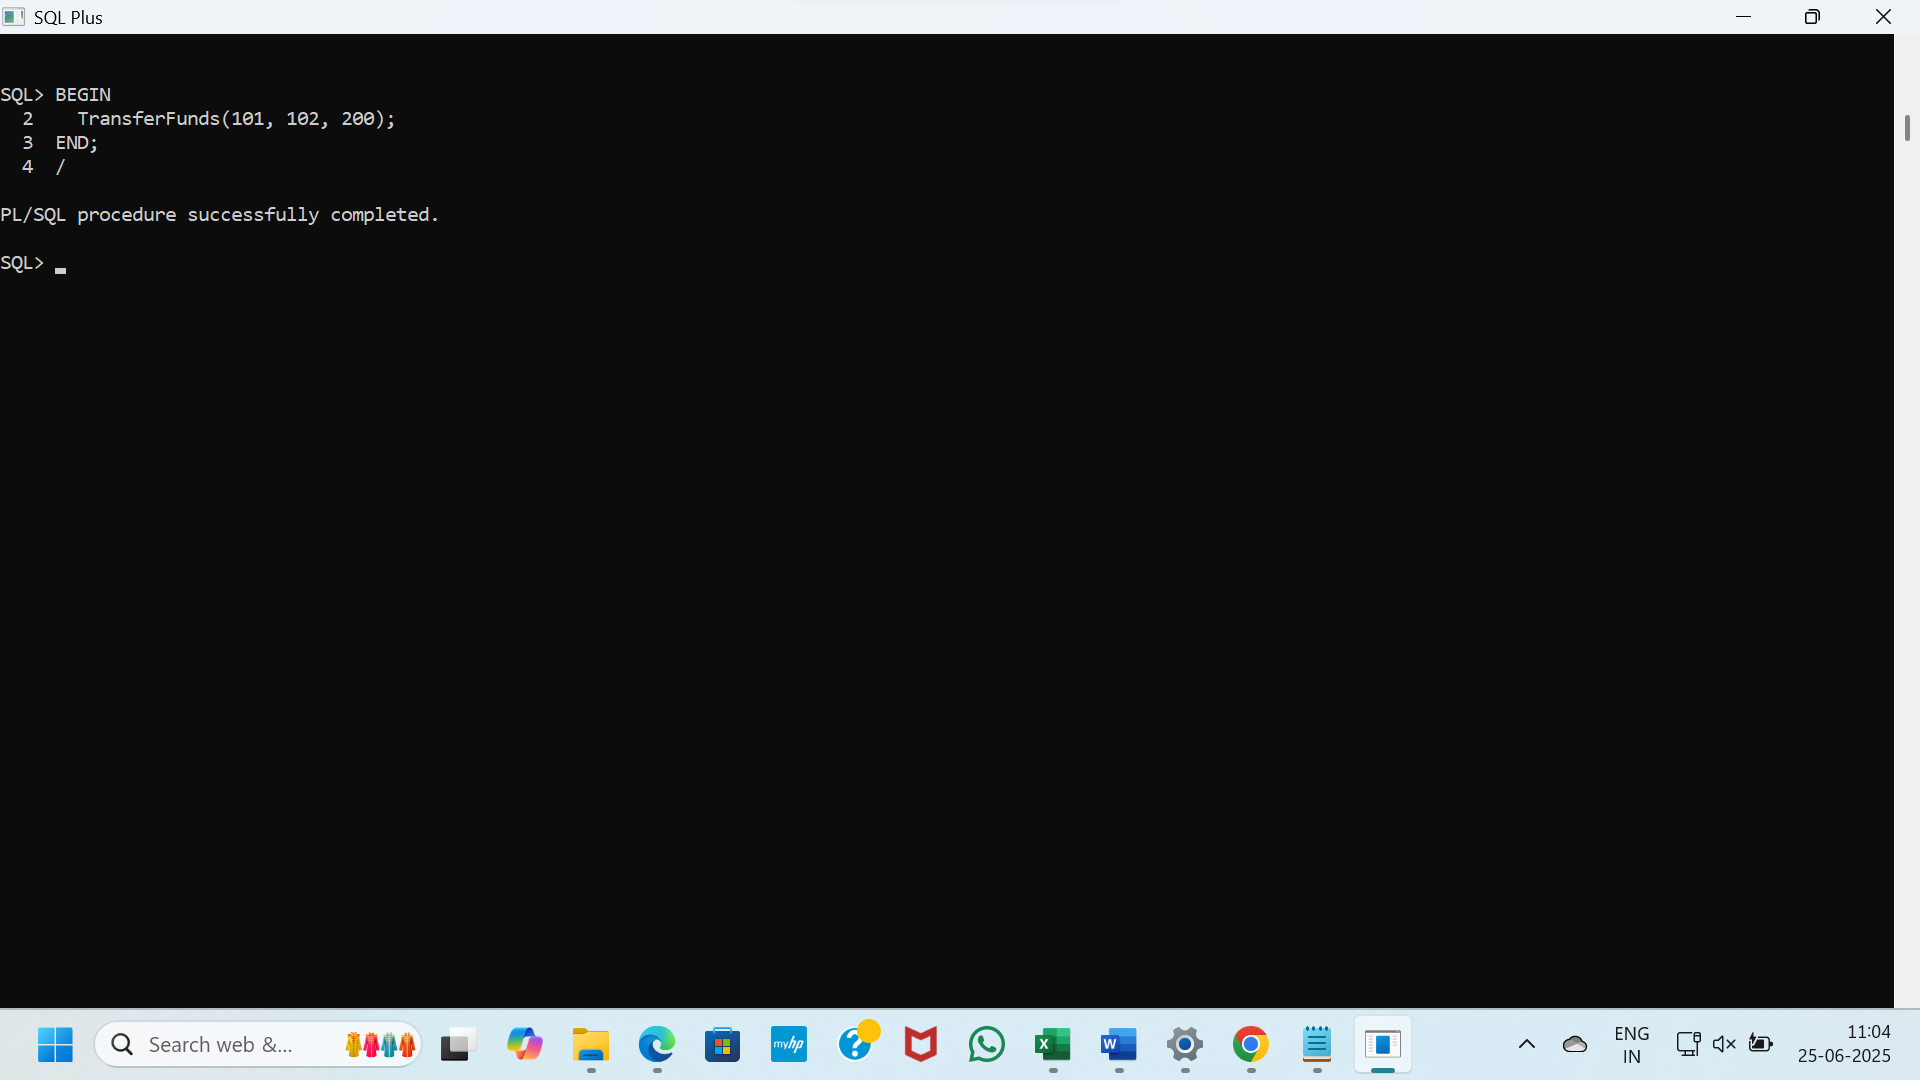 SQL Plus
SQL> BEGIN
  2    TransferFunds(101, 102, 200);
  3  END;
  4  /
PL/SQL procedure successfully completed.
SQL>
Search web &...
myhp
ENG
IN
11:04
25-06-2025